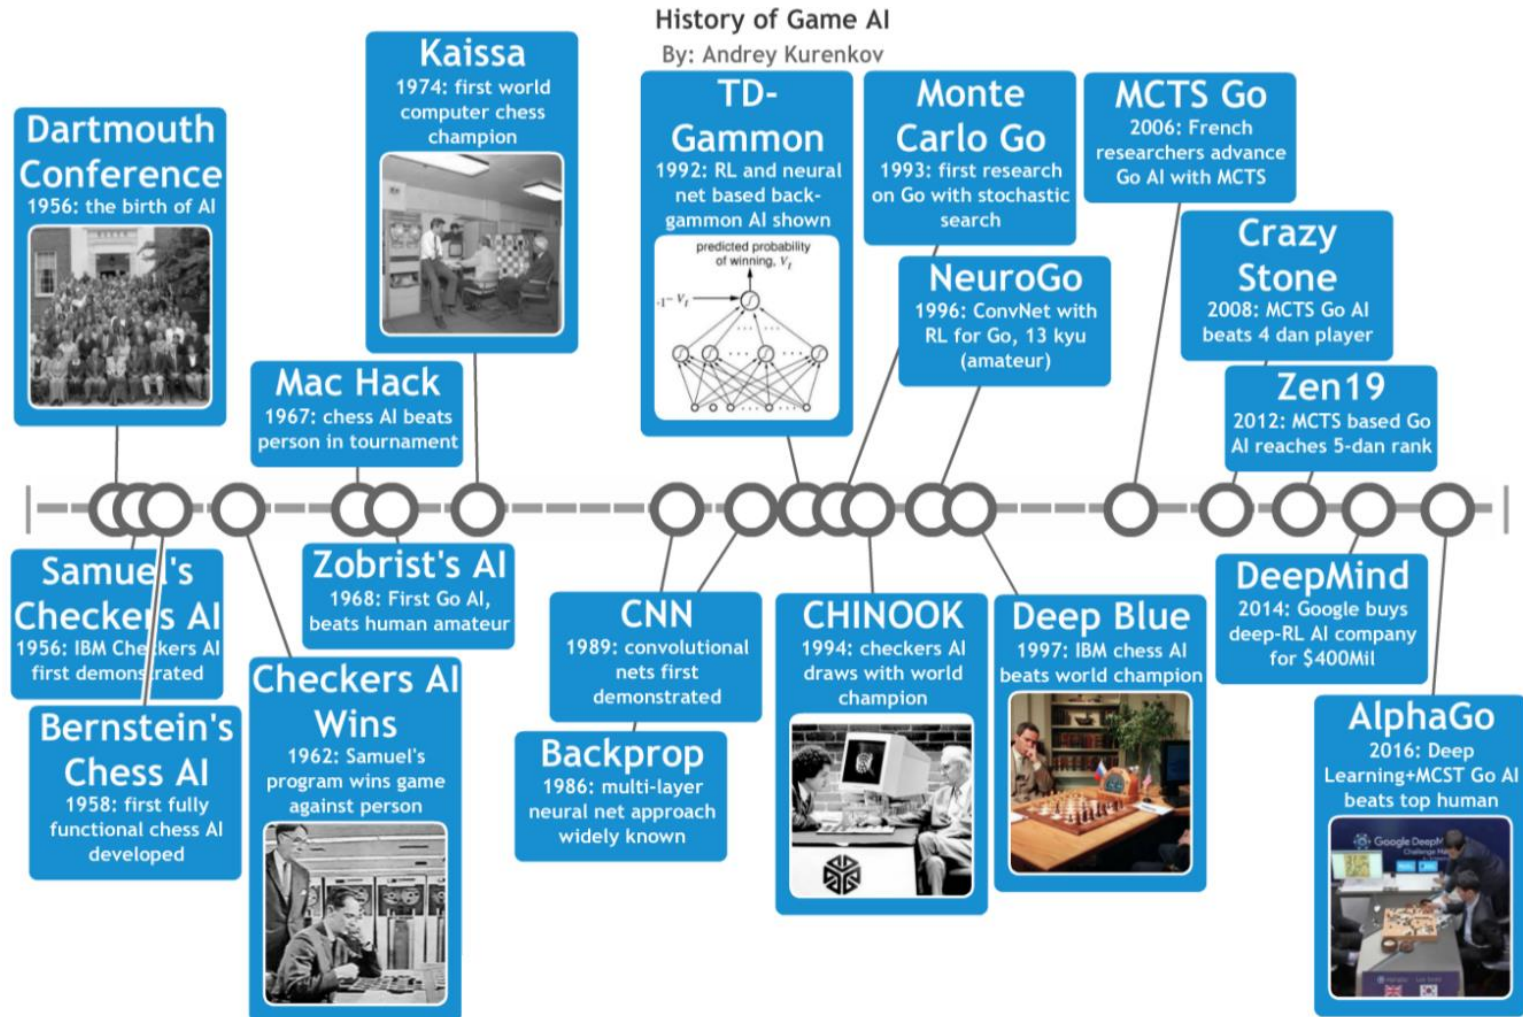 History of Game AI
By: Andrey Kurenkov
Dartmouth
Conference
1956: the birth of AI
Kaissa
1974: first world
computer chess
champion
Mac Hack
1967: chess AI beats
person in tournament
TD-
Gammon
1992: RL and neural
net based back-
gammon AI shown
predicted probability
of winning, V
Monte
Carlo Go
1993: first research
on Go with stochastic
search
NeuroGo
1996: ConvNet with
RL for Go, 13 kyu
(amateur)
MCTS Go
2006: French
researchers advance
Go AI with MCTS
Crazy
Stone
2008: MCTS Go AI
beats 4 dan player
Zen19
2012: MCTS based Go
AI reaches 5-dan rank
Samuel's
Checkers AI
1956: IBM Checkers AI
first demonstrated
Bernstein's
Chess AI
1958: first fully
functional chess AI
developed
Checkers AI
Wins
1962: Samuel's
program wins game
against person
Zobrist's AI
1968: First Go AI,
beats human amateur
CNN
1989: convolutional
nets first
demonstrated
Backprop
1986: multi-layer
neural net approach
widely known
CHINOOK
1994: checkers AI
draws with world
champion
Deep Blue
1997: IBM chess AI
beats world champion
DeepMind
2014: Google buys
deep-RL AI company
for $400Mil
AlphaGo
2016: Deep
Learning+MCST Go AI
beats top human
Google DeepM